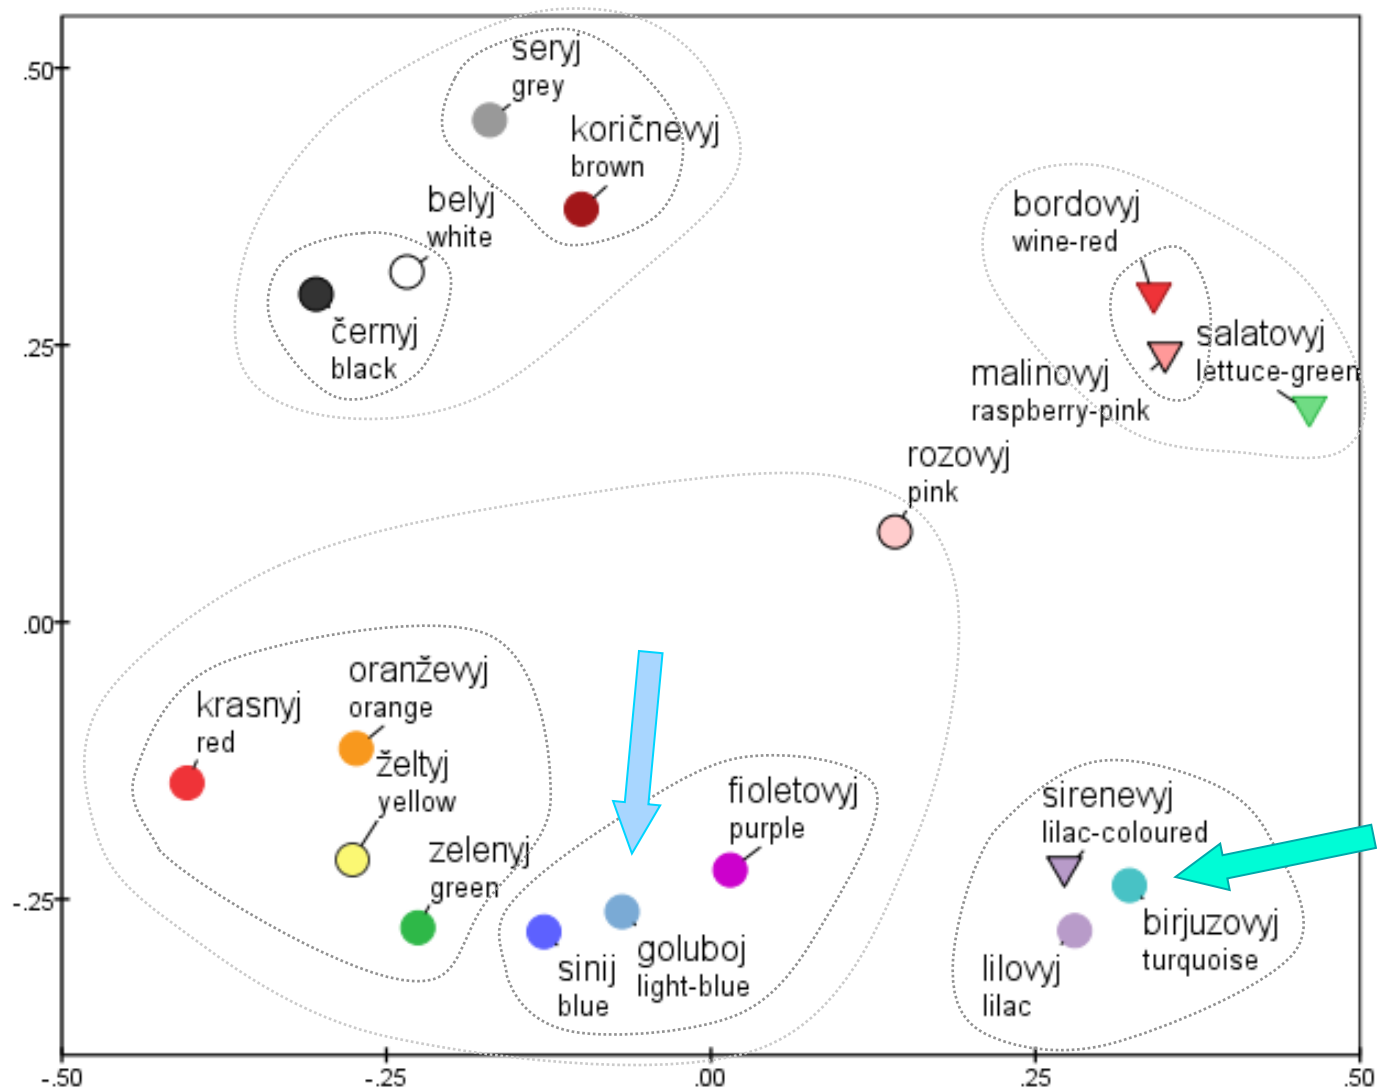 .50
seryj
grey
koričnevyj
brown
belyj
white
bordovyj
wine-red
černyj
black
.25
salatovyj
lettuce-green
malinovyj
raspberry-pink
rozovyj
pink
.00
oranževyj
orange
krasnyj
red
želtyj
yellow
fioletovyj
purple
sirenevyj
lilac-coloured
zelenyj
green
-.25
birjuzovyj
turquoise
goluboj
light-blue
sinij
blue
lilovyj
lilac
-.50
-.25
.00
.25
.50